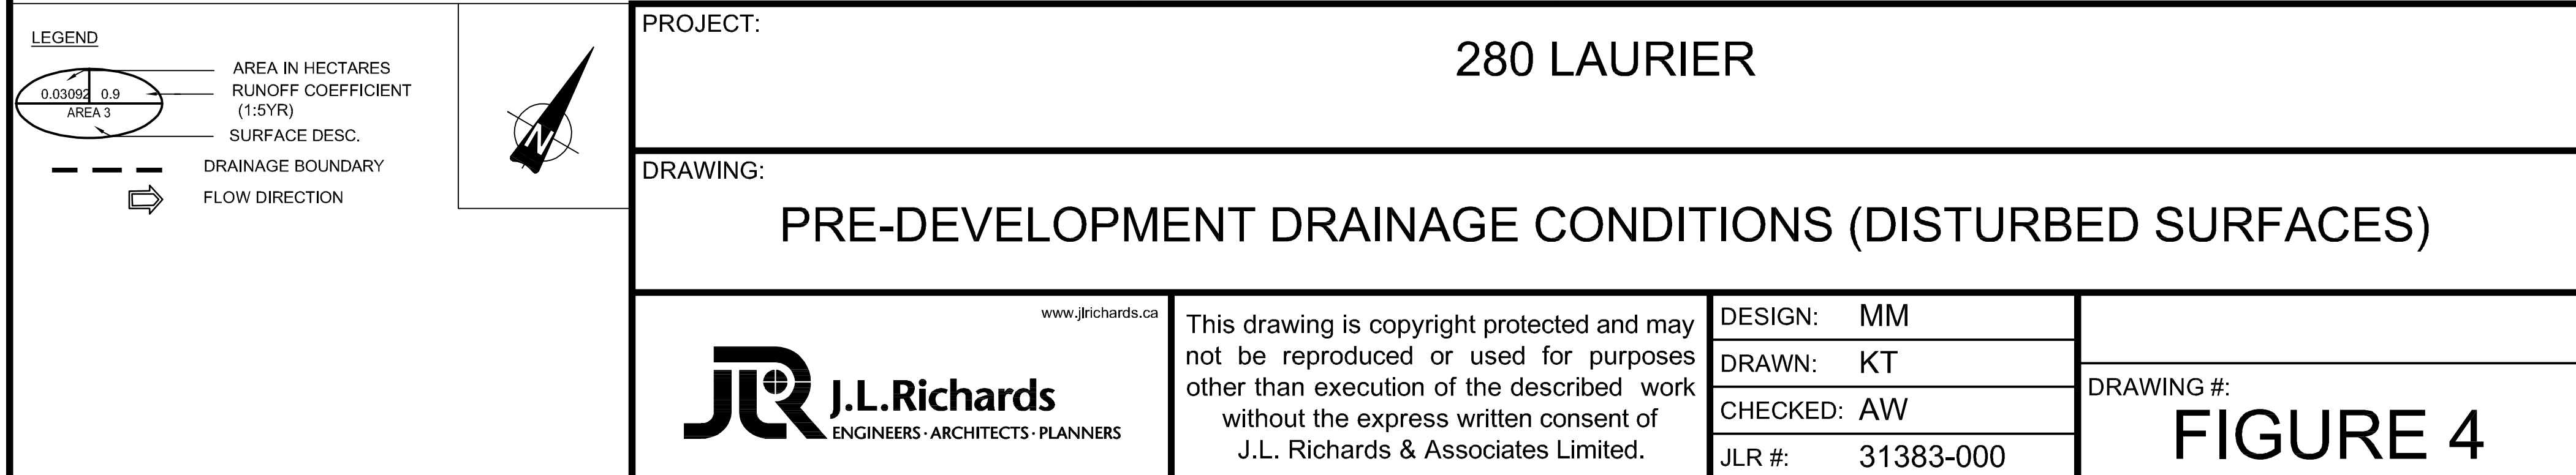 LEGEND
AREA IN HECTARES
0.03092 0.9
RUNOFF COEFFICIENT
(1:5YR)
AREA 3
SURFACE DESC.
DRAINAGE BOUNDARY
FLOW DIRECTION
N
PROJECT:
280 LAURIER
DRAWING:
PRE-DEVELOPMENT DRAINAGE CONDITIONS (DISTURBED SURFACES)
www.jlrichards.ca
JLR
J.L.Richards
ENGINEERS · ARCHITECTS · PLANNERS
This drawing is copyright protected and may
not be reproduced or used for purposes
other than execution of the described work
without the express written consent of
J.L. Richards & Associates Limited.
DESIGN: MM
DRAWN: KT
CHECKED: AW
JLR #: 31383-000
DRAWING #:
FIGURE 4